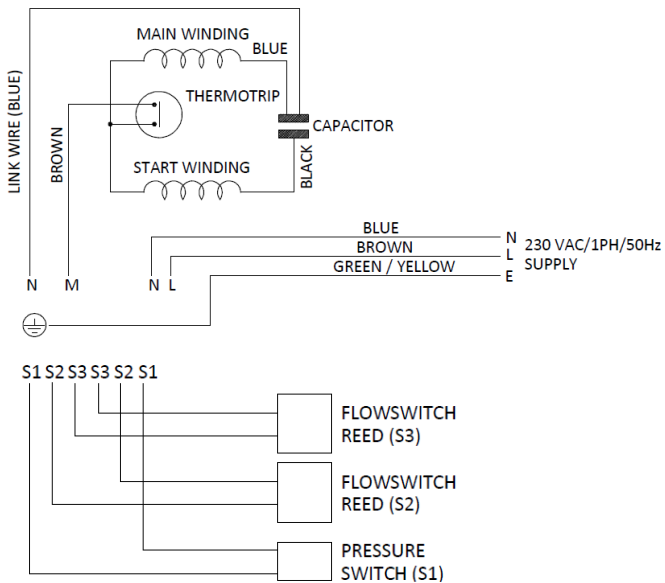 MAIN WINDING
BLUE
THERMOTRIP
CAPACITOR
LINK WIRE (BLUE)
BROWN
START WINDING
BLACK
BLUE
BROWN
GREEN / YELLOW
N
L
E
230 VAC/1PH/50Hz
SUPPLY
N M N L
S1 S2 S3 S3 S2 S1
FLOWSWITCH
REED (S3)
FLOWSWITCH
REED (S2)
PRESSURE
SWITCH (S1)